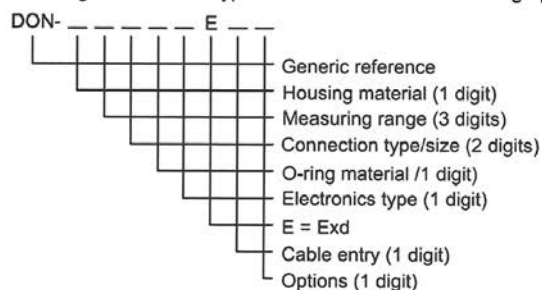 DON- _ _ _ _ _ E _ _
Generic reference
Housing material (1 digit)
Measuring range (3 digits)
Connection type/size (2 digits)
O-ring material /1 digit)
Electronics type (1 digit)
E = Exd
Cable entry (1 digit)
Options (1 digit)